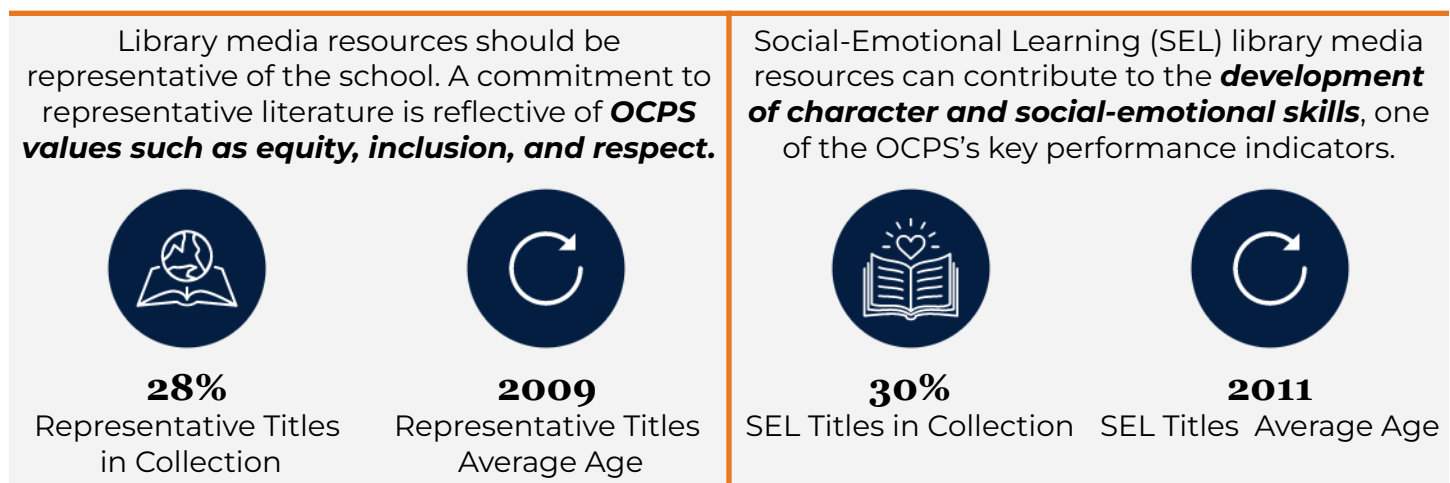 Library media resources should be
representative of the school. A commitment to
representative literature is reflective of OCPS
values such as equity, inclusion, and respect.
28%
Representative Titles
in Collection
2009
Representative Titles
Average Age
Social-Emotional Learning (SEL) library media
resources can contribute to the development
of character and social-emotional skills, one
of the OCPS’s key performance indicators.
30%
SEL Titles in Collection
2011
SEL Titles  Average Age